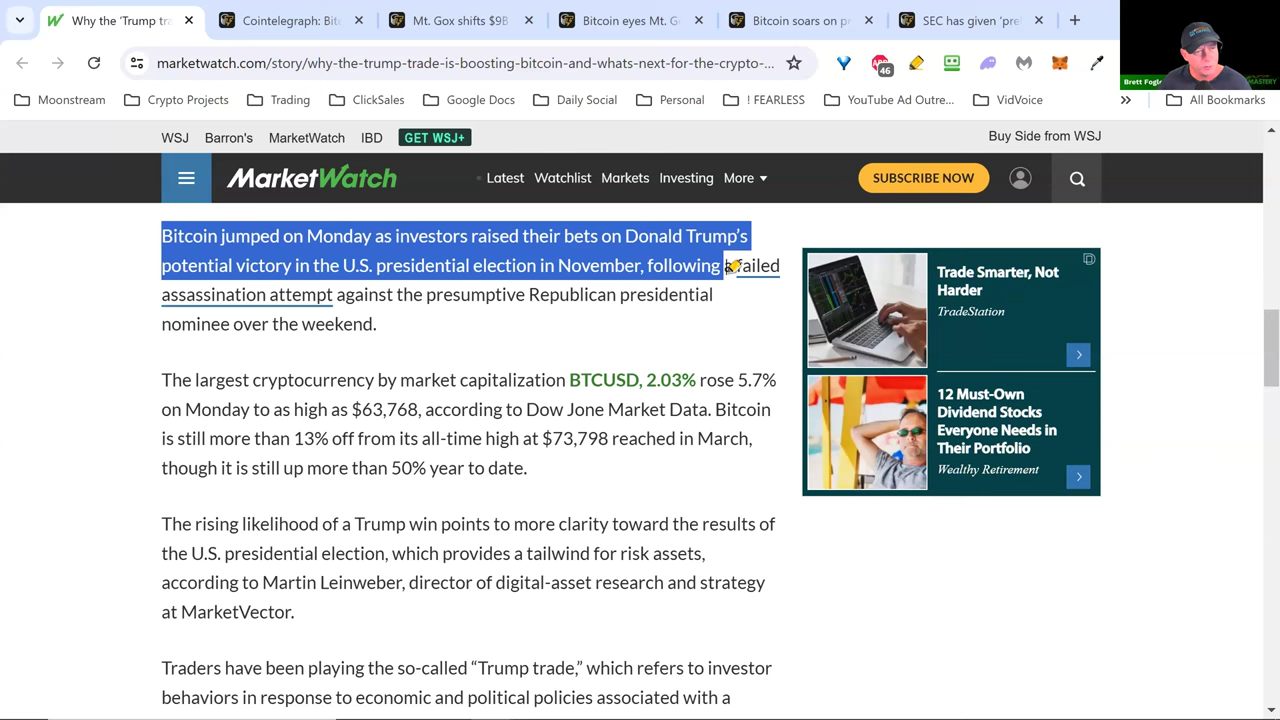 Why the 'Trump tra
Cointelegraph: Bit
Mt. Gox shifts $9B
Bitcoin eyes Mt. G
Bitcoin soars on p
SEC has given 'prel
marketwatch.com/story/why-the-trump-trade-is-boosting-bitcoin-and-whats-next-for-the-crypto-...
46
Brett Fogle
MASTERY
Moonstream
Crypto Projects
Trading
ClickSales
Google Docs
Daily Social
Personal
! FEARLESS
YouTube Ad Outre...
VidVoice
All Bookmarks
WSJ
Barron's
MarketWatch
IBD
GET WSJ+
Buy Side from WSJ
MarketWatch
Latest
Watchlist
Markets
Investing
More
SUBSCRIBE NOW
Bitcoin jumped on Monday as investors raised their bets on Donald Trump's
potential victory in the U.S. presidential election in November, following a failed
assassination attempt against the presumptive Republican presidential
nominee over the weekend.
The largest cryptocurrency by market capitalization BTCUSD, 2.03% rose 5.7%
on Monday to as high as $63,768, according to Dow Jone Market Data. Bitcoin
is still more than 13% off from its all-time high at $73,798 reached in March,
though it is still up more than 50% year to date.
The rising likelihood of a Trump win points to more clarity toward the results of
the U.S. presidential election, which provides a tailwind for risk assets,
according to Martin Leinweber, director of digital-asset research and strategy
at MarketVector.
Traders have been playing the so-called “Trump trade,” which refers to investor
behaviors in response to economic and political policies associated with a
Trade Smarter, Not
Harder
TradeStation
12 Must-Own
Dividend Stocks
Everyone Needs in
Their Portfolio
Wealthy Retirement